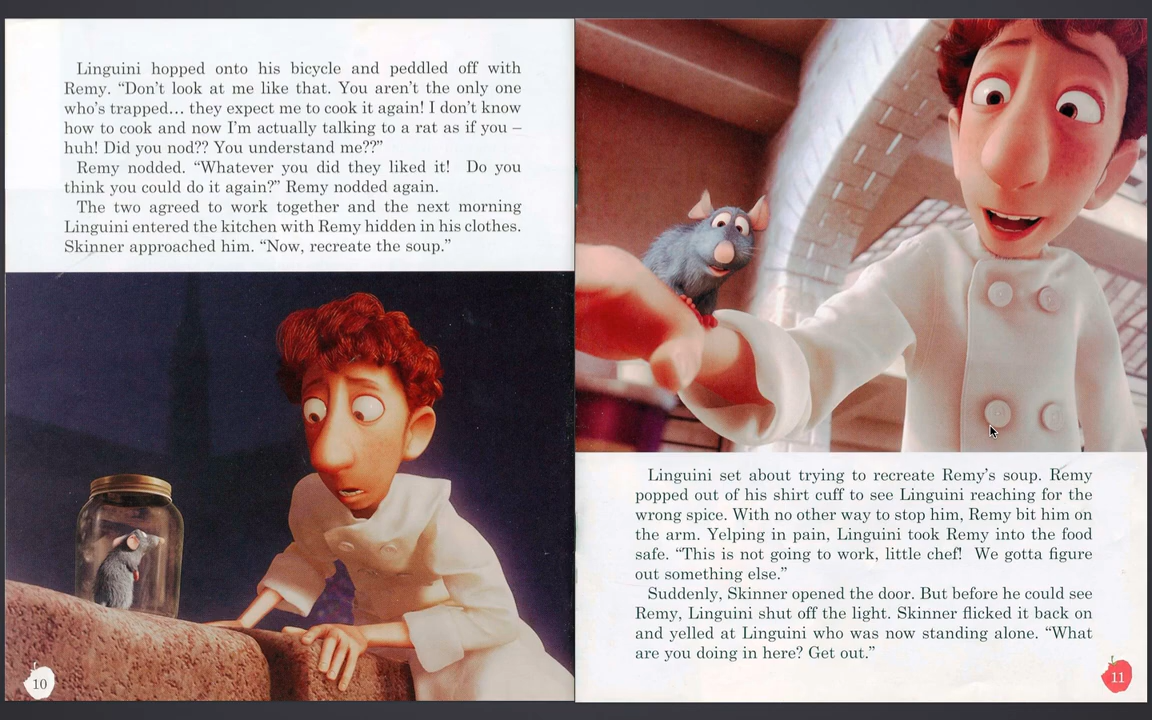 Linguini hopped onto his bicycle and peddled off with
Remy. “Don’t look at me like that. You aren’t the only one
who’s trapped… they expect me to cook it again! I don’t know
how to cook and now I’m actually talking to a rat as if you –
huh! Did you nod?? You understand me??”
Remy nodded. “Whatever you did they liked it!  Do you
think you could do it again?” Remy nodded again.
The two agreed to work together and the next morning
Linguini entered the kitchen with Remy hidden in his clothes.
Skinner approached him. “Now, recreate the soup.”
10
Linguini set about trying to recreate Remy’s soup. Remy
popped out of his shirt cuff to see Linguini reaching for the
wrong spice. With no other way to stop him, Remy bit him on
the arm. Yelping in pain, Linguini took Remy into the food
safe. “This is not going to work, little chef!  We gotta figure
out something else.”
Suddenly, Skinner opened the door. But before he could see
Remy, Linguini shut off the light. Skinner flicked it back on
and yelled at Linguini who was now standing alone. “What
are you doing in here? Get out.”
11